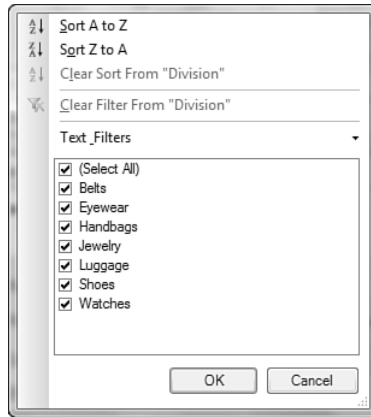 Sort A to Z
Sort Z to A
Clear Sort From "Division"
Clear Filter From "Division"
Text Filters
(Select All)
Belts
Eyewear
Handbags
Jewelry
Luggage
Shoes
Watches
OK
Cancel